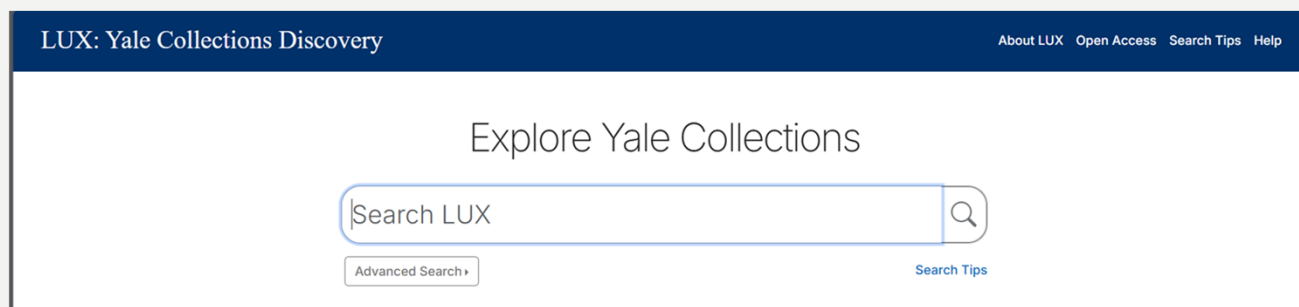 LUX: Yale Collections Discovery
About LUX Open Access Search Tips Help
Explore Yale Collections
Search LUX
Advanced Search
Search Tips